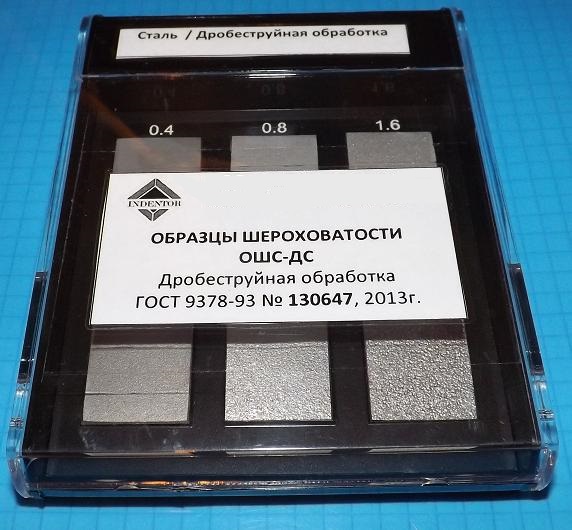 Сталь / Дробеструйная обработка
0.4 0.8 1.6
INDENTOR
ОБРАЗЦЫ ШЕРОХОВАТОСТИ
ОШС-ДС
Дробеструйная обработка
ГОСТ 9378-93 № 130647, 2013г.